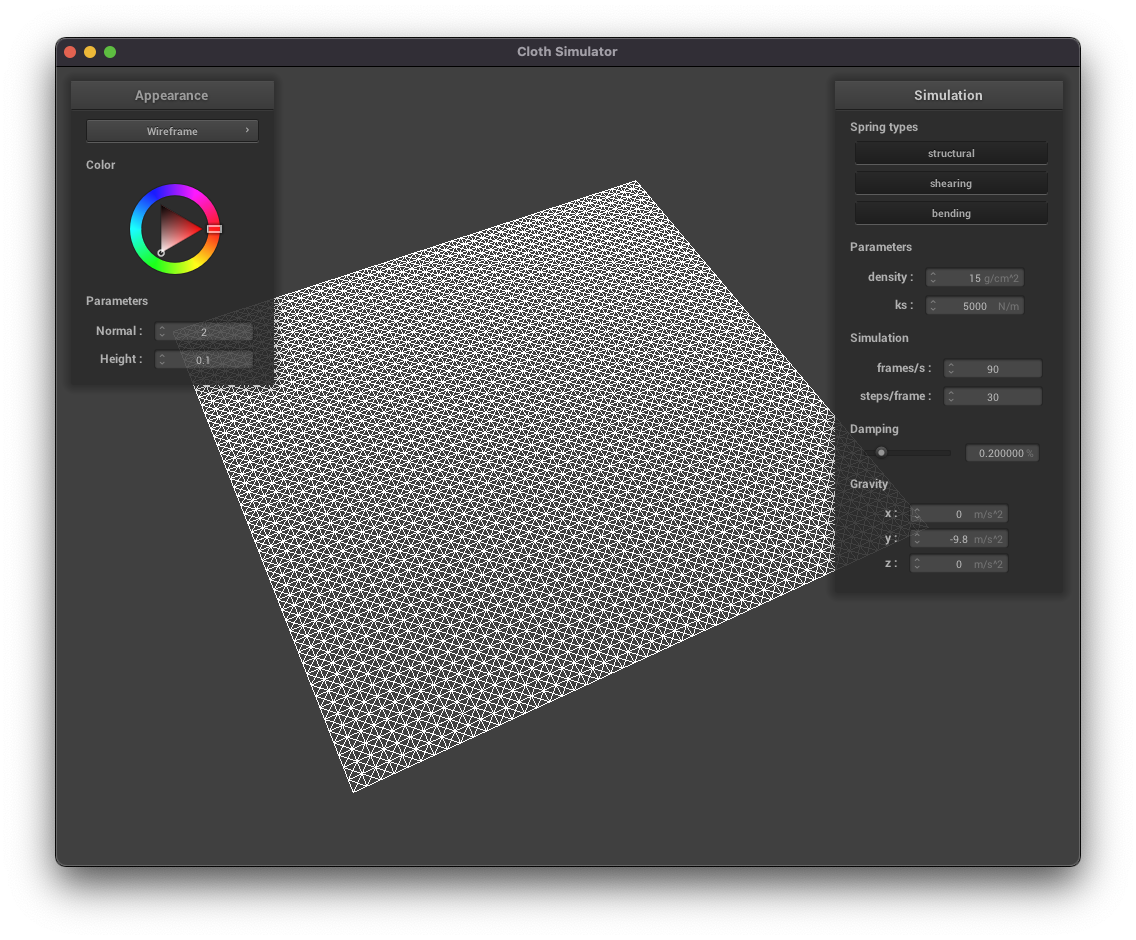 Cloth Simulator
Appearance
Wireframe ›
Color
Parameters
Normal : 2
Height : 0.1
Simulation
Spring types
structural
shearing
bending
Parameters
density : 15 g/cm^2
ks : 5000 N/m
Simulation
frames/s : 90
steps/frame : 30
Damping
0.200000 %
Gravity
x : 0 m/s^2
y : -9.8 m/s^2
z : 0 m/s^2